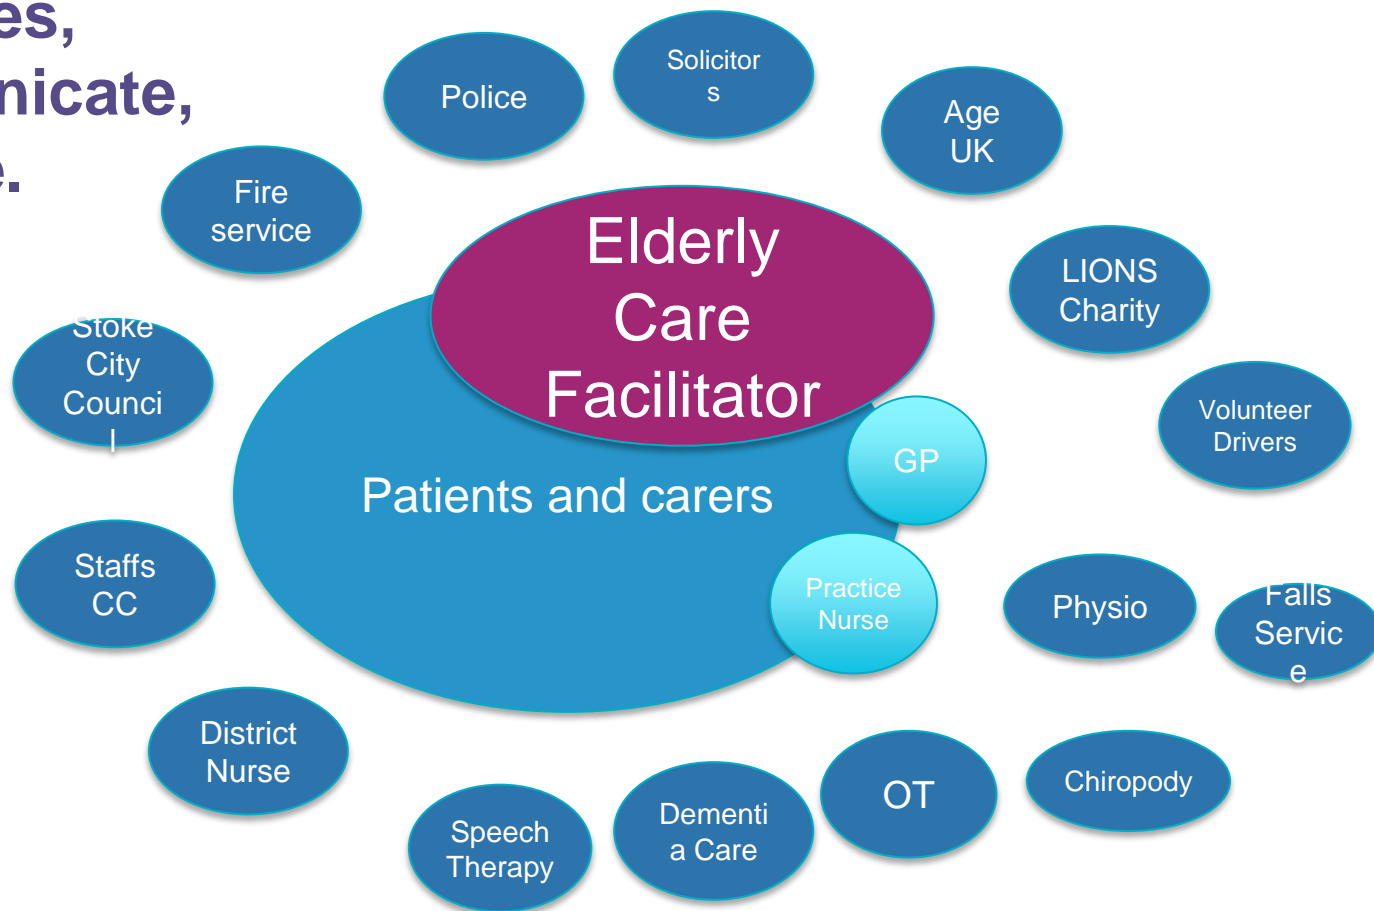 es,
nicate,
e.
Police
Solicitor
s
Age
UK
Fire
service
Elderly
Care
Facilitator
LIONS
Charity
Stoke
City
Counci
l
Volunteer
Drivers
GP
Patients and carers
Staffs
CC
Practice
Nurse
Physio
Falls
Servic
e
District
Nurse
Speech
Therapy
Dementi
a Care
OT
Chiropody